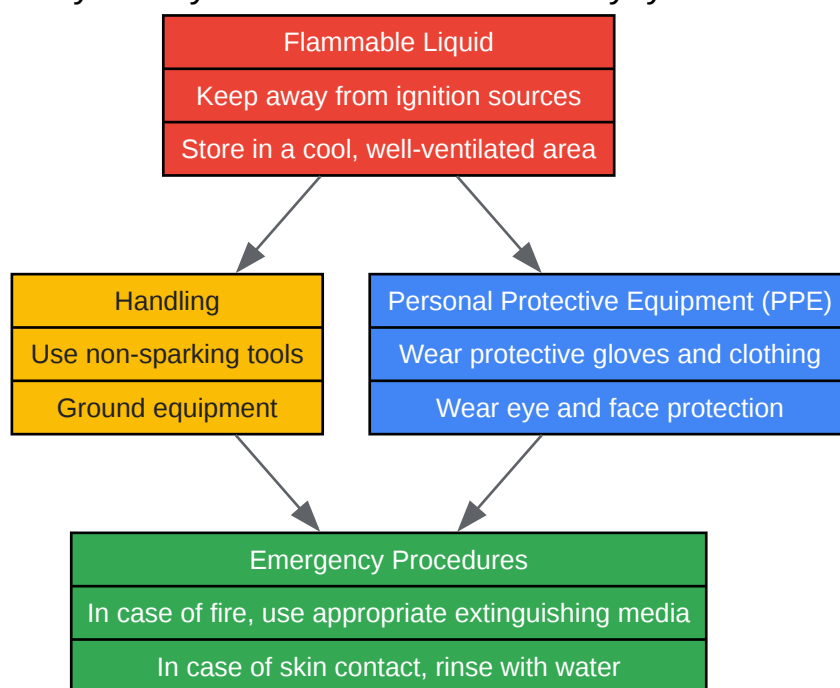 Flammable Liquid
Keep away from ignition sources
Store in a cool, well-ventilated area
Handling
Use non-sparking tools
Ground equipment
Personal Protective Equipment (PPE)
Wear protective gloves and clothing
Wear eye and face protection
Emergency Procedures
In case of fire, use appropriate extinguishing media
In case of skin contact, rinse with water